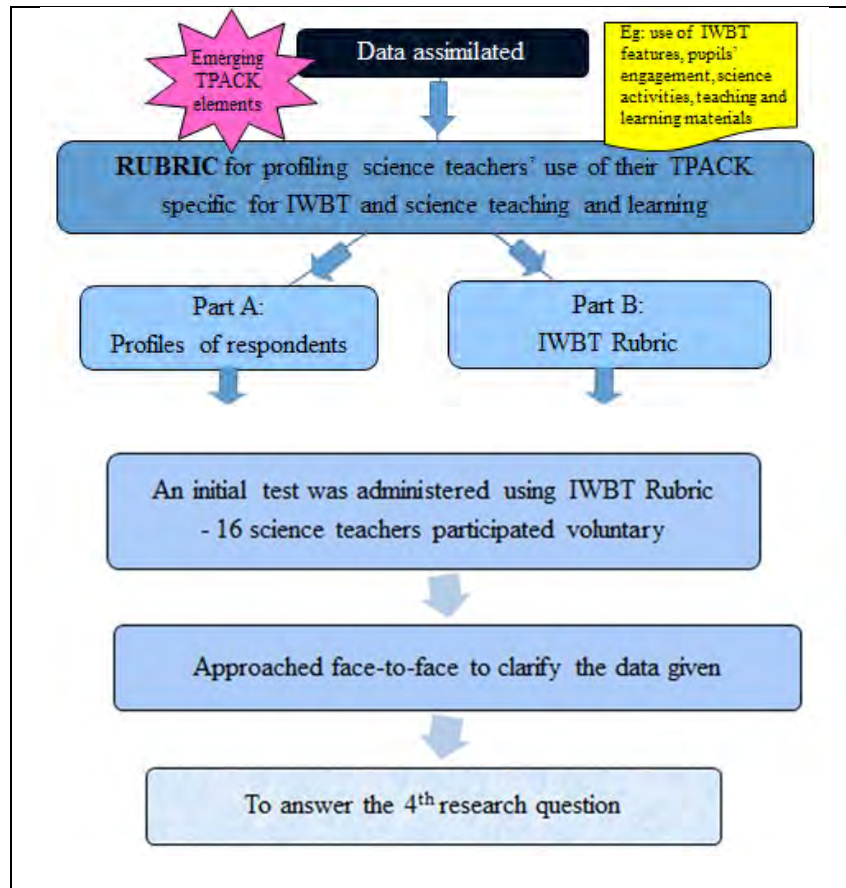 Emerging
TPACK
elements
Data assimilated
Eg: use of IWBT
features, pupils'
engagement, science
activities, teaching and
learning materials
RUBRIC for profiling science teachers' use of their TPACK
specific for IWBT and science teaching and learning
Part A:
Profiles of respondents
Part B:
IWBT Rubric
An initial test was administered using IWBT Rubric
- 16 science teachers participated voluntary
Approached face-to-face to clarify the data given
To answer the 4th research question